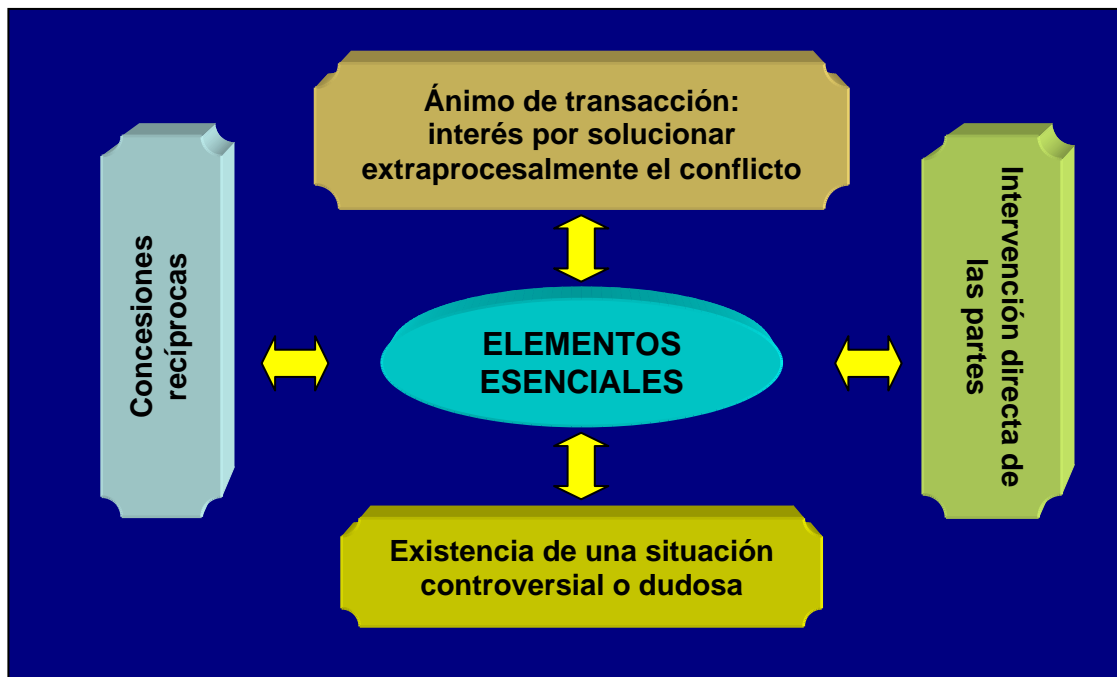 Ánimo de transacción:
interés por solucionar
extraprocesalmente el conflicto
Concesiones
recíprocas
ELEMENTOS
ESENCIALES
Intervención directa de
las partes
Existencia de una situación
controversial o dudosa